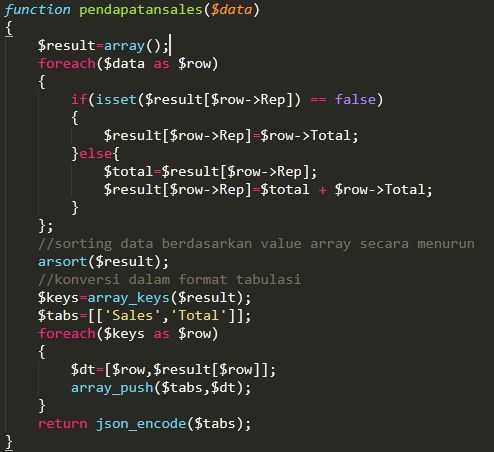 function pendapatansales($data)
{
    $result=array();
    foreach($data as $row)
    {
        if(isset($result[$row->Rep]) == false)
        {
            $result[$row->Rep]=$row->Total;
        }else{
            $total=$result[$row->Rep];
            $result[$row->Rep]=$total + $row->Total;
        }
    };
    //sorting data berdasarkan value array secara menurun
    arsort($result);
    //konversi dalam format tabulasi
    $keys=array_keys($result);
    $tabs=[['Sales','Total']];
    foreach($keys as $row)
    {
        $dt=[$row,$result[$row]];
        array_push($tabs,$dt);
    }
    return json_encode($tabs);
}